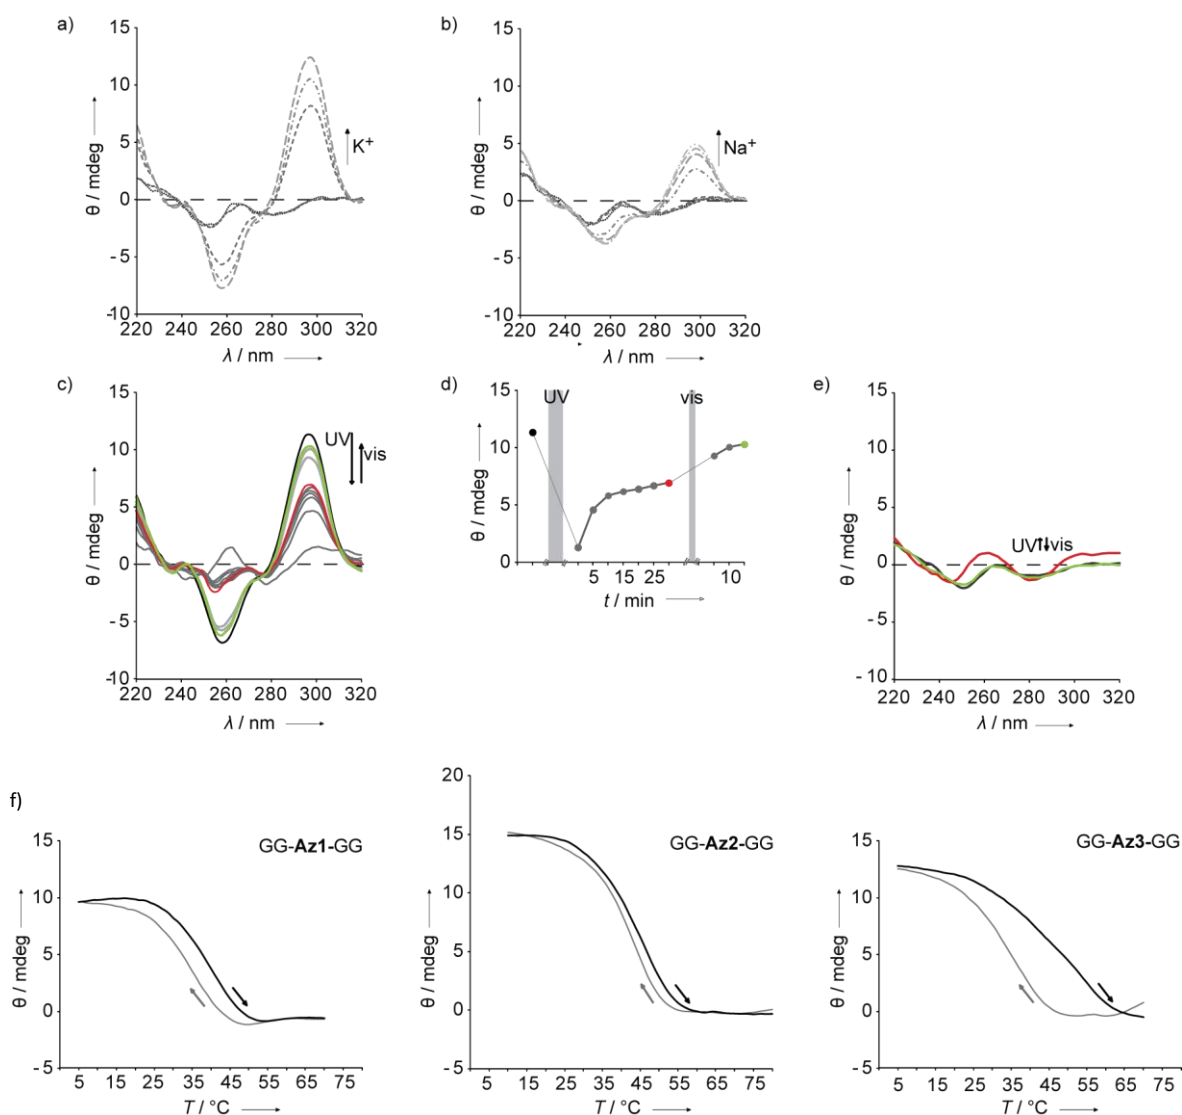 a)
15
10
5
0
-5
-10
θ / mdeg
K⁺
220 240 260 280 300 320
λ / nm
b)
15
10
5
0
-5
-10
θ / mdeg
Na⁺
220 240 260 280 300 320
λ / nm
c)
15
10
5
0
-5
-10
θ / mdeg
UV
vis
220 240 260 280 300 320
λ / nm
d)
15
10
5
0
θ / mdeg
UV
vis
5 15 25 10
t / min
e)
15
10
5
0
-5
-10
θ / mdeg
UV vis
220 240 260 280 300 320
λ / nm
f)
15
10
5
0
-5
θ / mdeg
GG-Az1-GG
5 15 25 35 45 55 65 75
T / °C
20
15
10
5
0
-5
θ / mdeg
GG-Az2-GG
5 15 25 35 45 55 65 75
T / °C
15
10
5
0
-5
θ / mdeg
GG-Az3-GG
5 15 25 35 45 55 65 75
T / °C